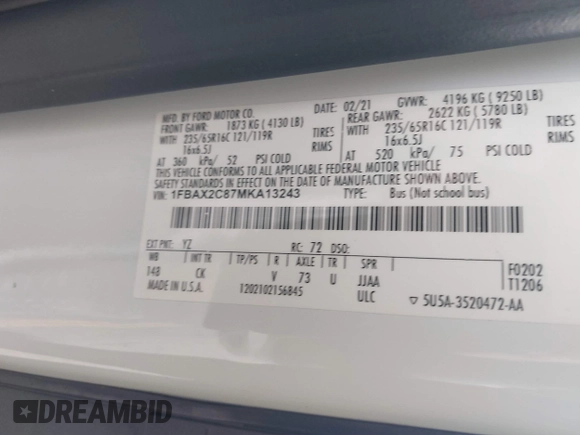 MFD. BY FORD MOTOR CO.
DATE: 02/21 GVWR: 4196 KG ( 9250 LB)
FRONT GAWR: 1873 KG ( 4130 LB) REAR GAWR: 2622 KG ( 5780 LB)
WITH 235/65R16C 121/119R TIRES WITH 235/65R16C 121/119R TIRES
16x6.5J RIMS 16x6.5J RIMS
AT 360 kPa/ 52 PSI COLD AT 520 kPa/ 75 PSI COLD
THIS VEHICLE CONFORMS TO ALL APPLICABLE FEDERAL MOTOR VEHICLE
SAFETY STANDARDS IN EFFECT ON THE DATE OF MANUFACTURE SHOWN ABOVE.
VIN: 1FBAX2C87MKA13243 TYPE: Bus (Not school bus)
EXT PNT: YZ RC: 72 DSO:
WB INT TR TP/PS R AXLE TR SPR F0202
148 CK V 73 U JJAA T1206
MADE IN U.S.A. 1202102156845 ULC ▽ 5U5A-3520472-AA
DREAMBID